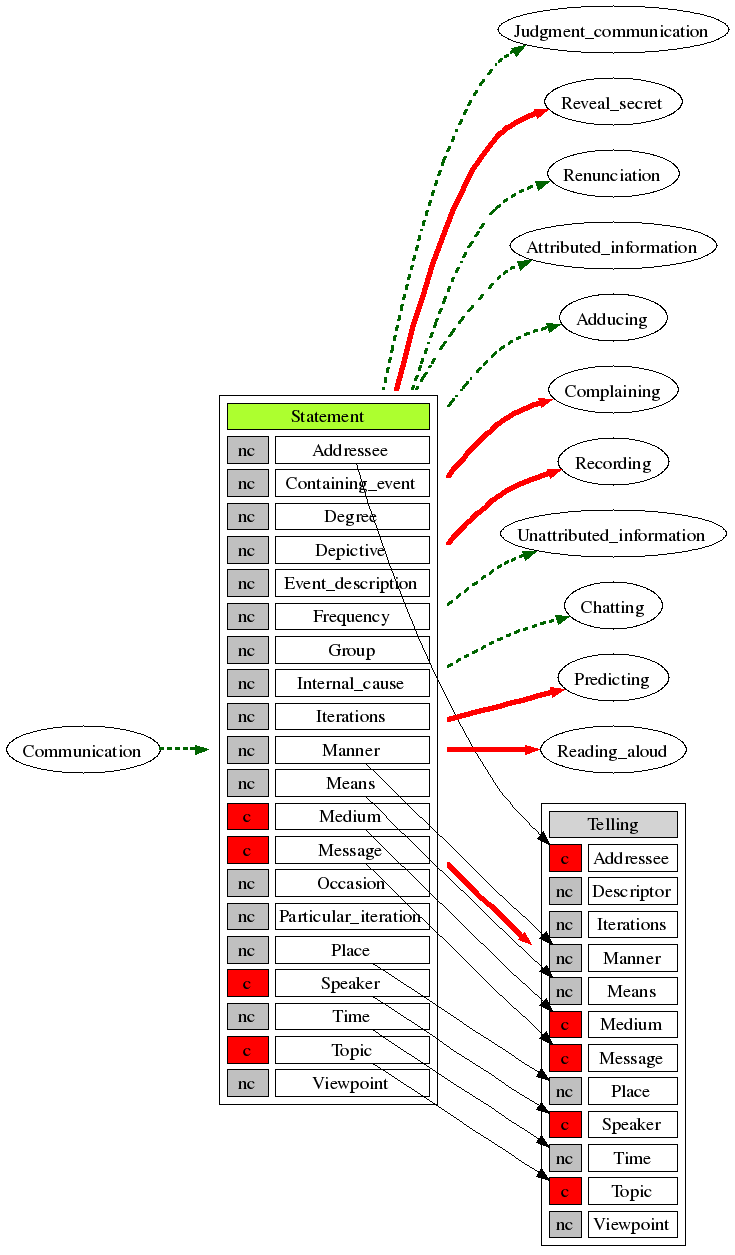 Judgment_communication
Reveal_secret
Renunciation
Attributed_information
Adducing
Complaining
Recording
Unattributed_information
Chatting
Predicting
Reading_aloud
Communication
Statement
nc Addressee
nc Containing_event
nc Degree
nc Depictive
nc Event_description
nc Frequency
nc Group
nc Internal_cause
nc Iterations
nc Manner
nc Means
c Medium
c Message
nc Occasion
nc Particular_iteration
nc Place
c Speaker
nc Time
c Topic
nc Viewpoint
Telling
c Addressee
nc Descriptor
nc Iterations
nc Manner
nc Means
c Medium
c Message
nc Place
c Speaker
nc Time
c Topic
nc Viewpoint